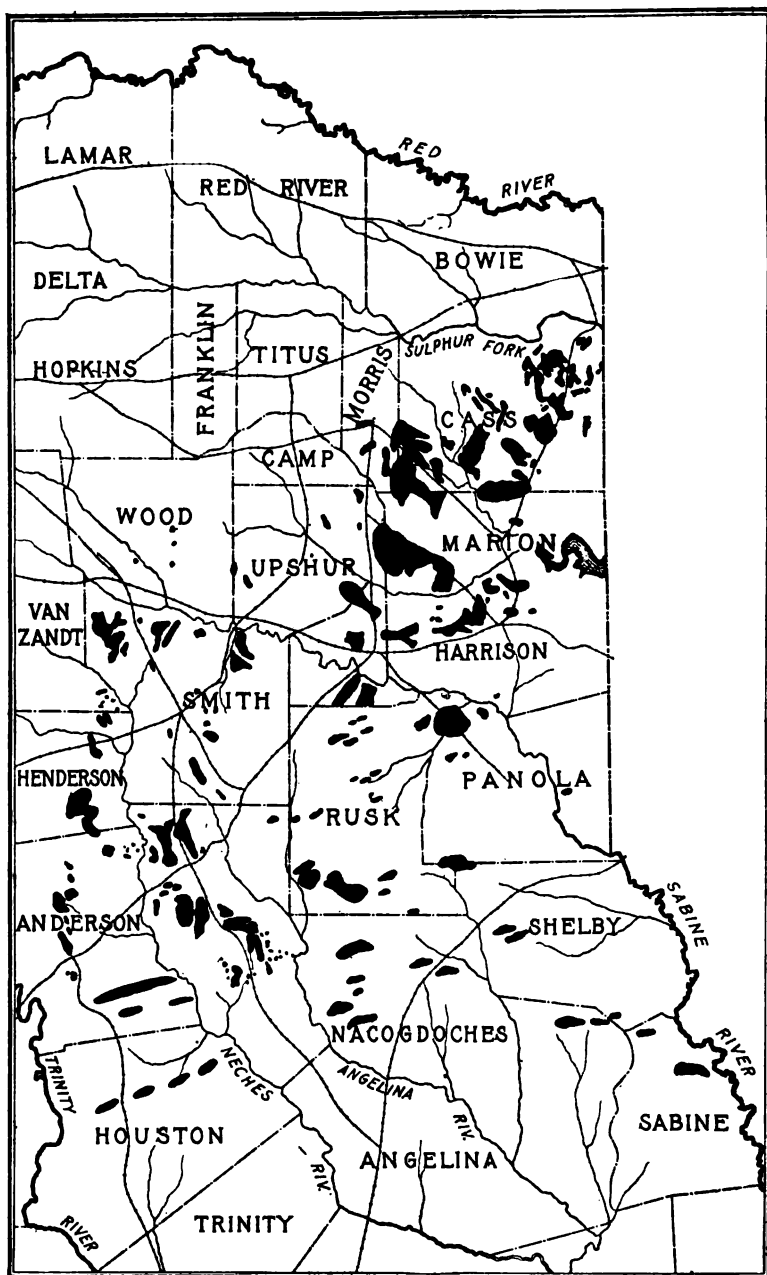 RED
LAMAR
RED RIVER
RIVER
BOWIE
DELTA
FRANKLIN
SULPHUR FORK
TITUS
HOPKINS
MORRIS
CASS
CAMP
WOOD
MARION
UPSHUR
VAN
ZANDT
HARRISON
SMITH
HENDERSON
PANOLA
RUSK
SABINE
ANDERSON
SHELBY
NACOGDOCHES
RIVER
TRINITY
NECHES
ANGELINA
RIV.
HOUSTON
SABINE
ANGELINA
RIV.
TRINITY
RIVER